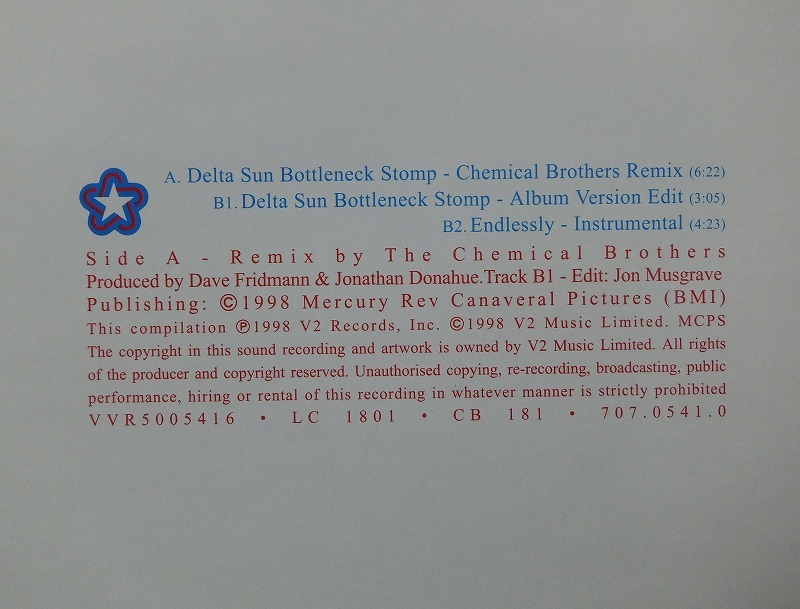 A. Delta Sun Bottleneck Stomp - Chemical Brothers Remix (6:22)
B1. Delta Sun Bottleneck Stomp - Album Version Edit (3:05)
B2. Endlessly - Instrumental (4:23)
Side A - Remix by The Chemical Brothers
Produced by Dave Fridmann & Jonathan Donahue.Track B1 - Edit: Jon Musgrave
Publishing: ©1998 Mercury Rev Canaveral Pictures (BMI)
This compilation ℗1998 V2 Records, Inc. ©1998 V2 Music Limited. MCPS
The copyright in this sound recording and artwork is owned by V2 Music Limited. All rights
of the producer and copyright reserved. Unauthorised copying, re-recording, broadcasting, public
performance, hiring or rental of this recording in whatever manner is strictly prohibited
VVR5005416 • LC 1801 • CB 181 • 707.0541.0